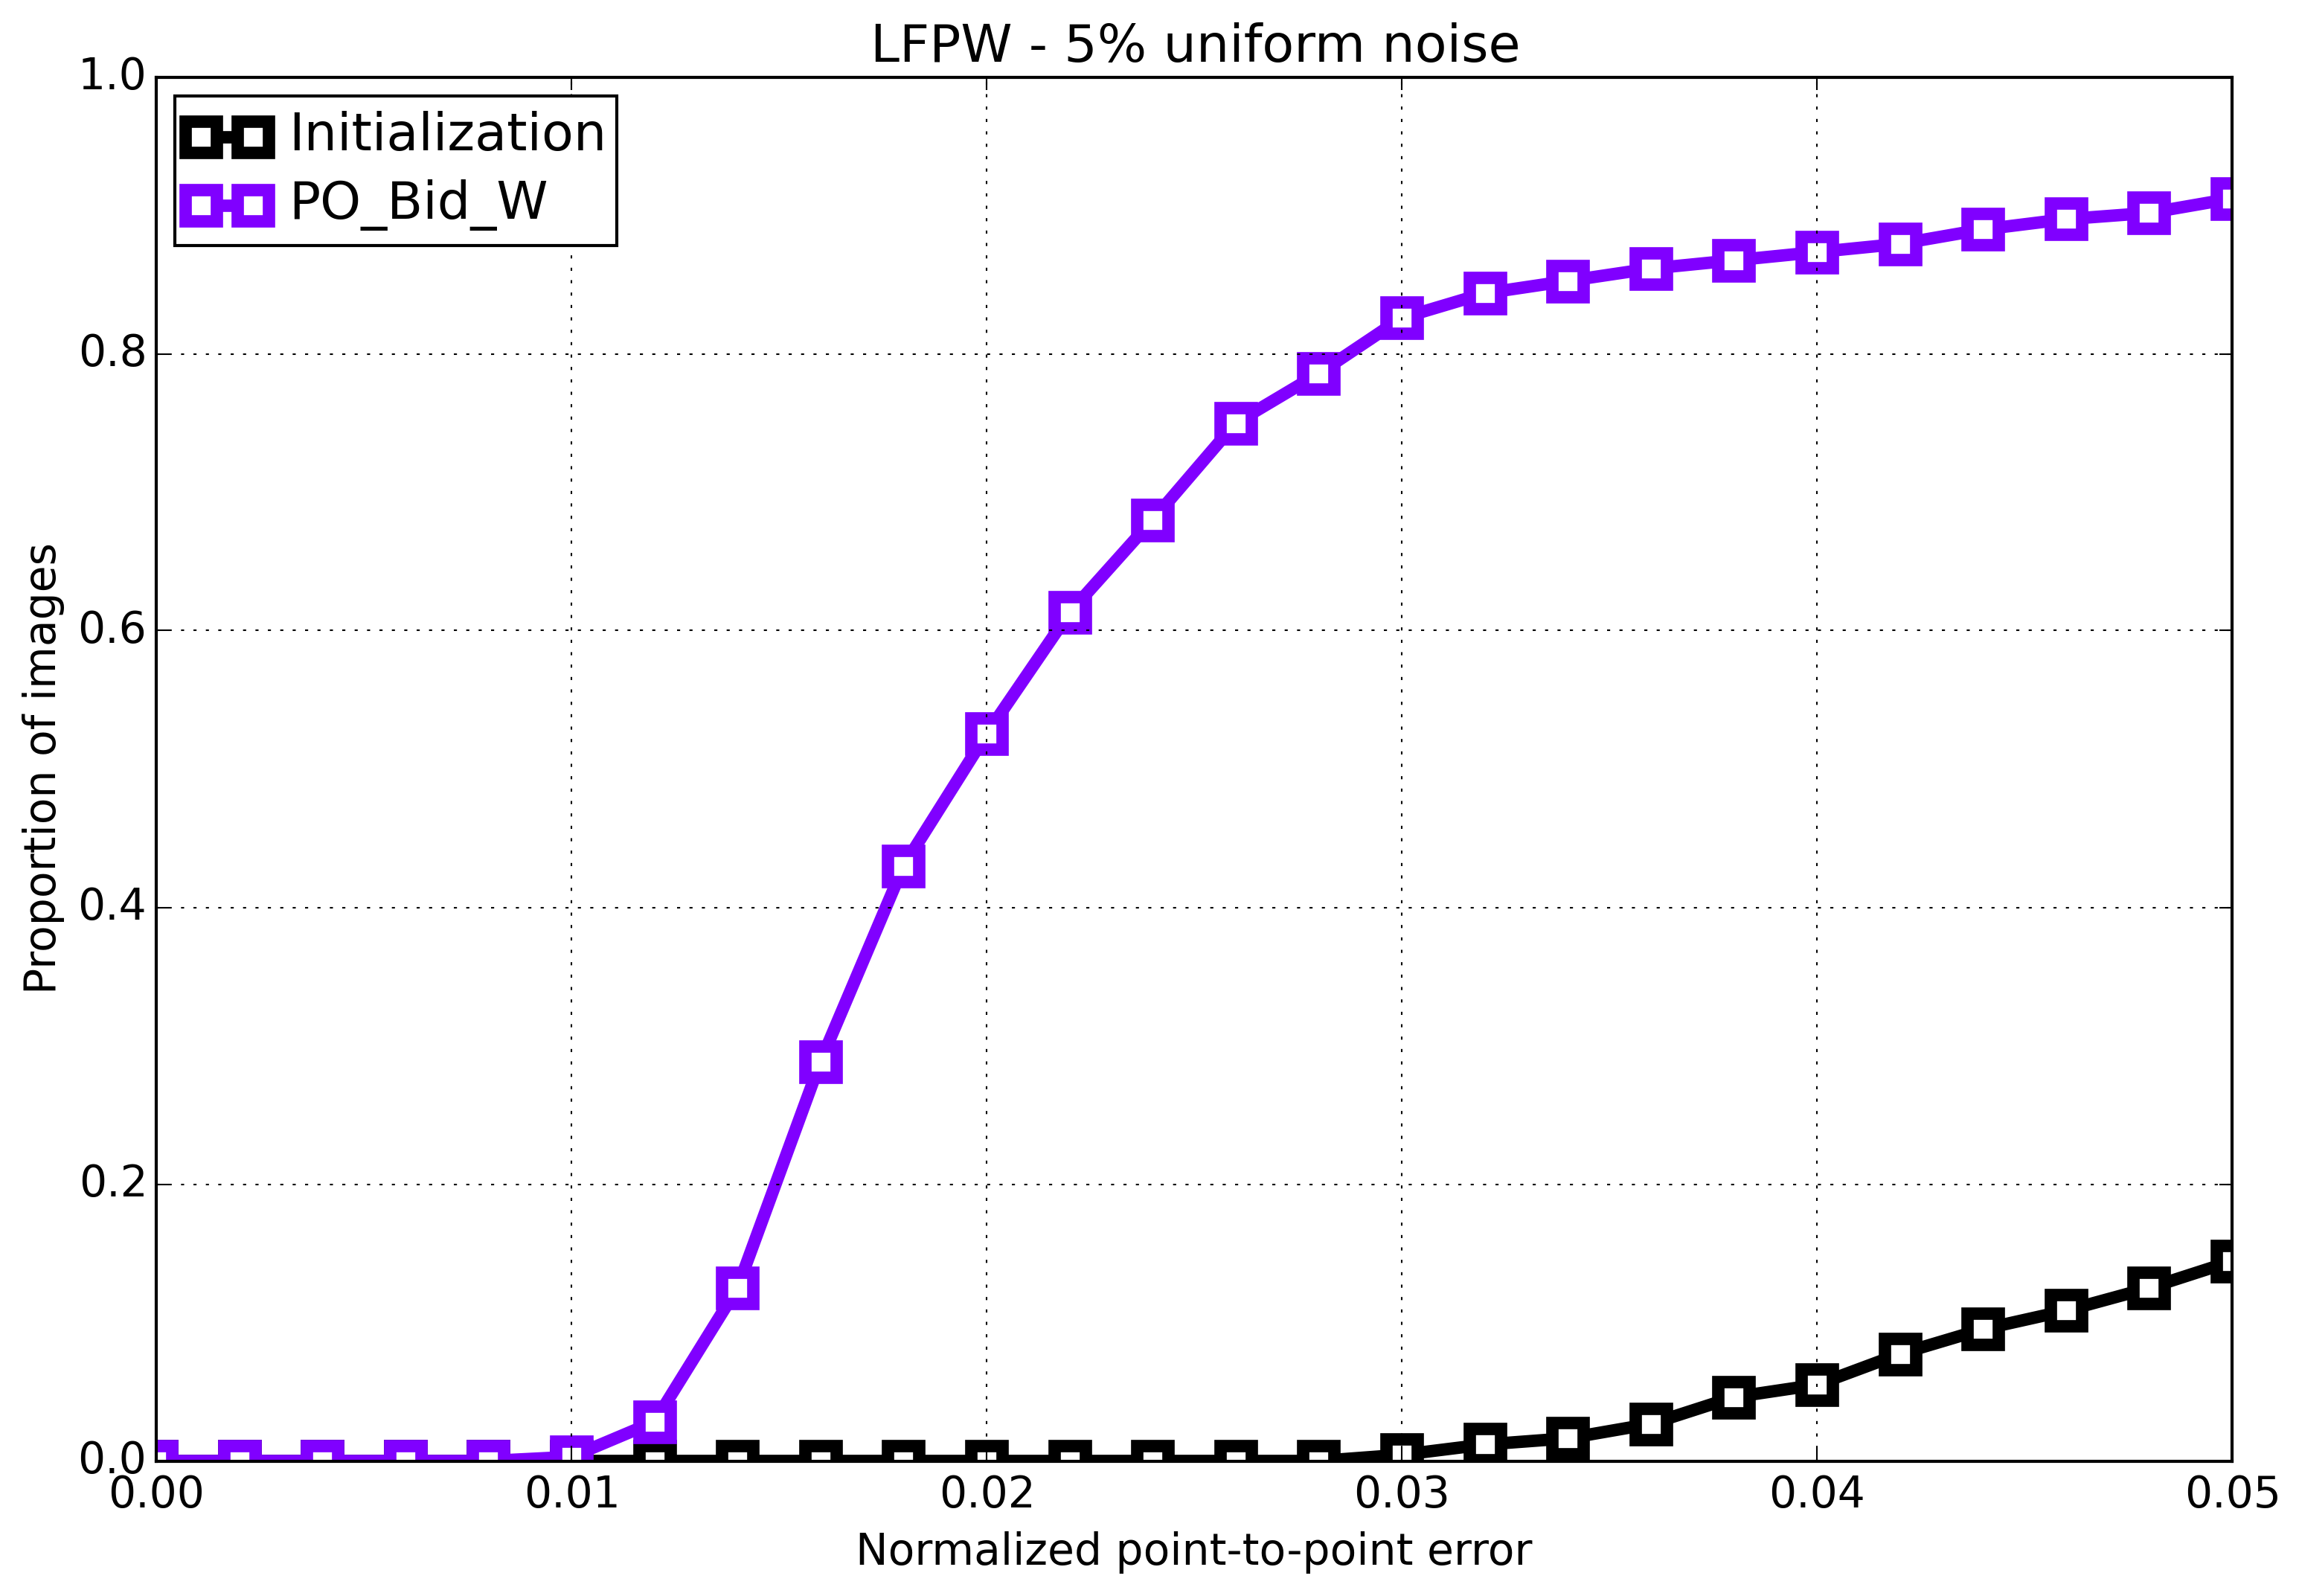 LFPW - 5% uniform noise
Initialization
PO_Bid_W
1.0
0.8
0.6
0.4
0.2
0.0
Proportion of images
0.00 0.01 0.02 0.03 0.04 0.05
Normalized point-to-point error